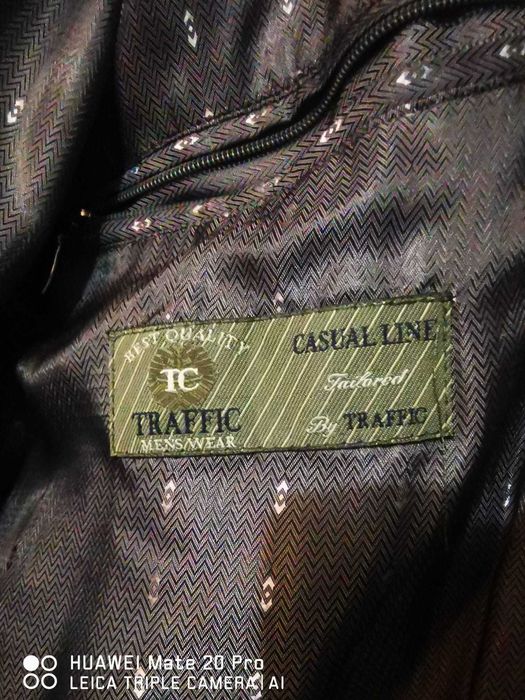 BEST QUALITY
TC
TRAFFIC
MENSWEAR
CASUAL LINE
Tailored
By TRAFFIC
HUAWEI Mate 20 Pro
LEICA TRIPLE CAMERA | AI